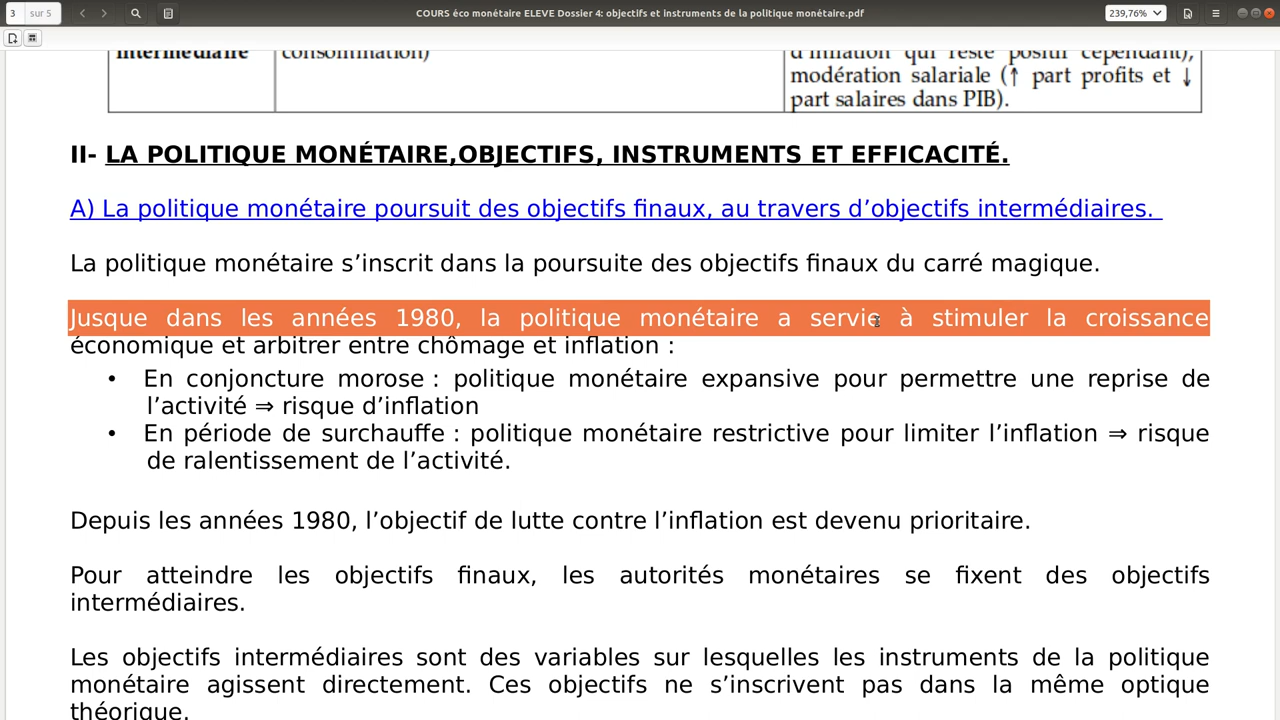 3 sur 5 COURS éco monétaire ELEVE Dossier 4: objectifs et instruments de la politique monétaire.pdf 239,76%
intermédiaire consommation) d'inflation qui reste positif cependant),
modération salariale (↑ part profits et ↓
part salaires dans PIB).
II- LA POLITIQUE MONÉTAIRE,OBJECTIFS, INSTRUMENTS ET EFFICACITÉ.
A) La politique monétaire poursuit des objectifs finaux, au travers d’objectifs intermédiaires.
La politique monétaire s’inscrit dans la poursuite des objectifs finaux du carré magique.
Jusque dans les années 1980, la politique monétaire a servie à stimuler la croissance
économique et arbitrer entre chômage et inflation :
• En conjoncture morose : politique monétaire expansive pour permettre une reprise de
l’activité ⇒ risque d’inflation
• En période de surchauffe : politique monétaire restrictive pour limiter l’inflation ⇒ risque
de ralentissement de l’activité.
Depuis les années 1980, l’objectif de lutte contre l’inflation est devenu prioritaire.
Pour atteindre les objectifs finaux, les autorités monétaires se fixent des objectifs
intermédiaires.
Les objectifs intermédiaires sont des variables sur lesquelles les instruments de la politique
monétaire agissent directement. Ces objectifs ne s’inscrivent pas dans la même optique
théorique.